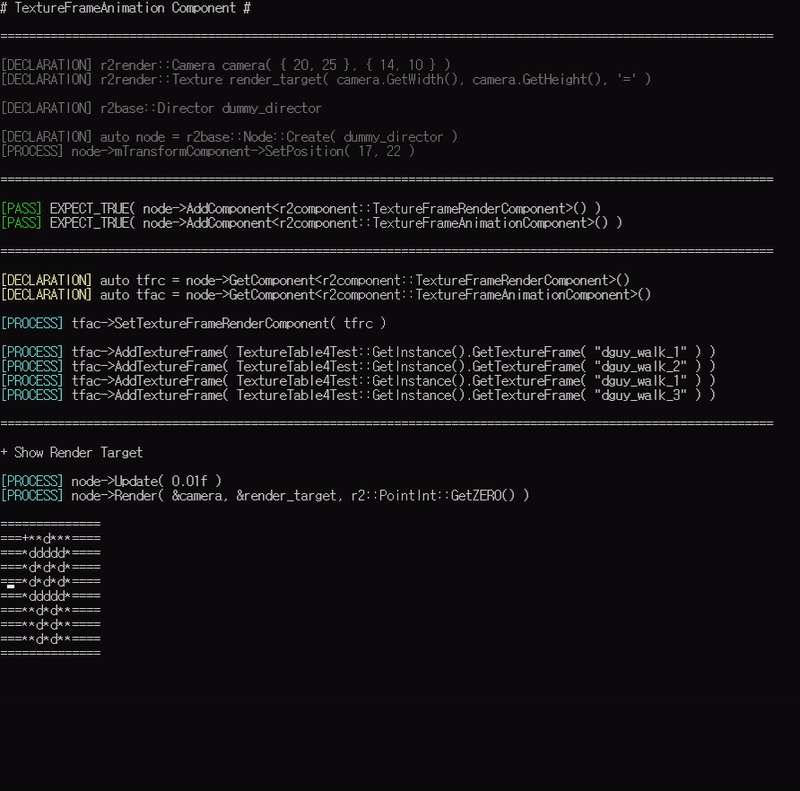 # TextureFrameAnimation Component #
============================================================================================================
[DECLARATION] r2render::Camera camera( { 20, 25 }, { 14, 10 } )
[DECLARATION] r2render::Texture render_target( camera.GetWidth(), camera.GetHeight(), '=' )
[DECLARATION] r2base::Director dummy_director
[DECLARATION] auto node = r2base::Node::Create( dummy_director )
[PROCESS] node->mTransformComponent->SetPosition( 17, 22 )
============================================================================================================
[PASS] EXPECT_TRUE( node->AddComponent<r2component::TextureFrameRenderComponent>() )
[PASS] EXPECT_TRUE( node->AddComponent<r2component::TextureFrameAnimationComponent>() )
============================================================================================================
[DECLARATION] auto tfrc = node->GetComponent<r2component::TextureFrameRenderComponent>()
[DECLARATION] auto tfac = node->GetComponent<r2component::TextureFrameAnimationComponent>()
[PROCESS] tfac->SetTextureFrameRenderComponent( tfrc )
[PROCESS] tfac->AddTextureFrame( TextureTable4Test::GetInstance().GetTextureFrame( "dguy_walk_1" ) )
[PROCESS] tfac->AddTextureFrame( TextureTable4Test::GetInstance().GetTextureFrame( "dguy_walk_2" ) )
[PROCESS] tfac->AddTextureFrame( TextureTable4Test::GetInstance().GetTextureFrame( "dguy_walk_1" ) )
[PROCESS] tfac->AddTextureFrame( TextureTable4Test::GetInstance().GetTextureFrame( "dguy_walk_3" ) )
============================================================================================================
+ Show Render Target
[PROCESS] node->Update( 0.01f )
[PROCESS] node->Render( &camera, &render_target, r2::PointInt::GetZERO() )
==============
===+**d***====
===*ddddd*====
===*d*d*d*====
===*d*d*d*====
===*ddddd*====
===**d*d**====
===**d*d**====
===**d*d**====
==============